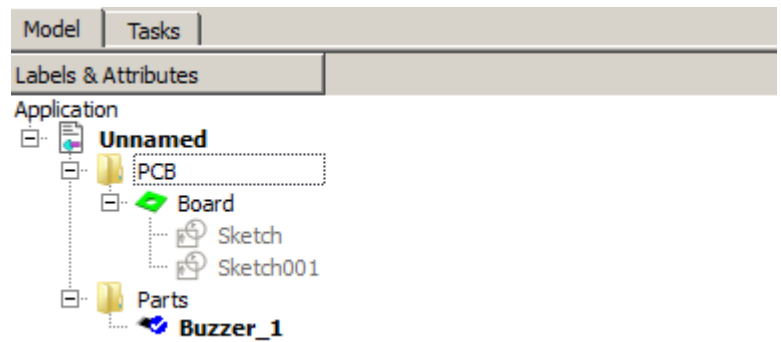 Model Tasks
Labels & Attributes
Application
Unnamed
PCB
Board
Sketch
Sketch001
Parts
Buzzer_1